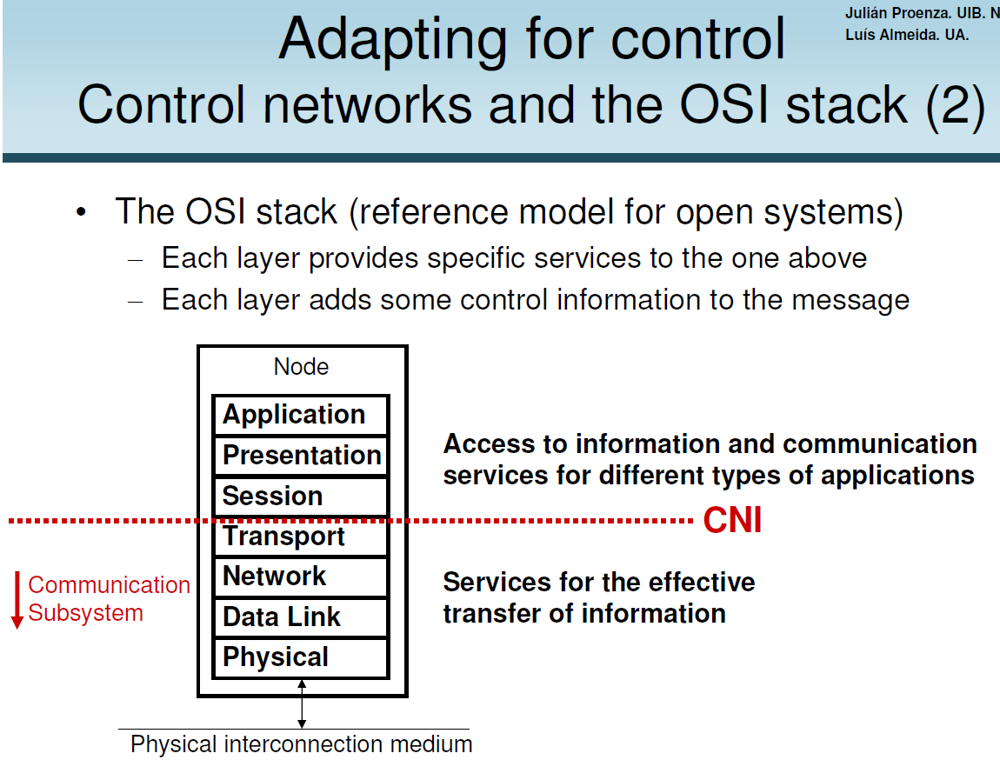 Julián Proenza. UIB. N
Luís Almeida. UA.
Adapting for control
Control networks and the OSI stack (2)
• The OSI stack (reference model for open systems)
– Each layer provides specific services to the one above
– Each layer adds some control information to the message
Node
Application
Presentation
Session
Transport
Network
Data Link
Physical
Access to information and communication
services for different types of applications
CNI
Communication
Subsystem
Services for the effective
transfer of information
Physical interconnection medium